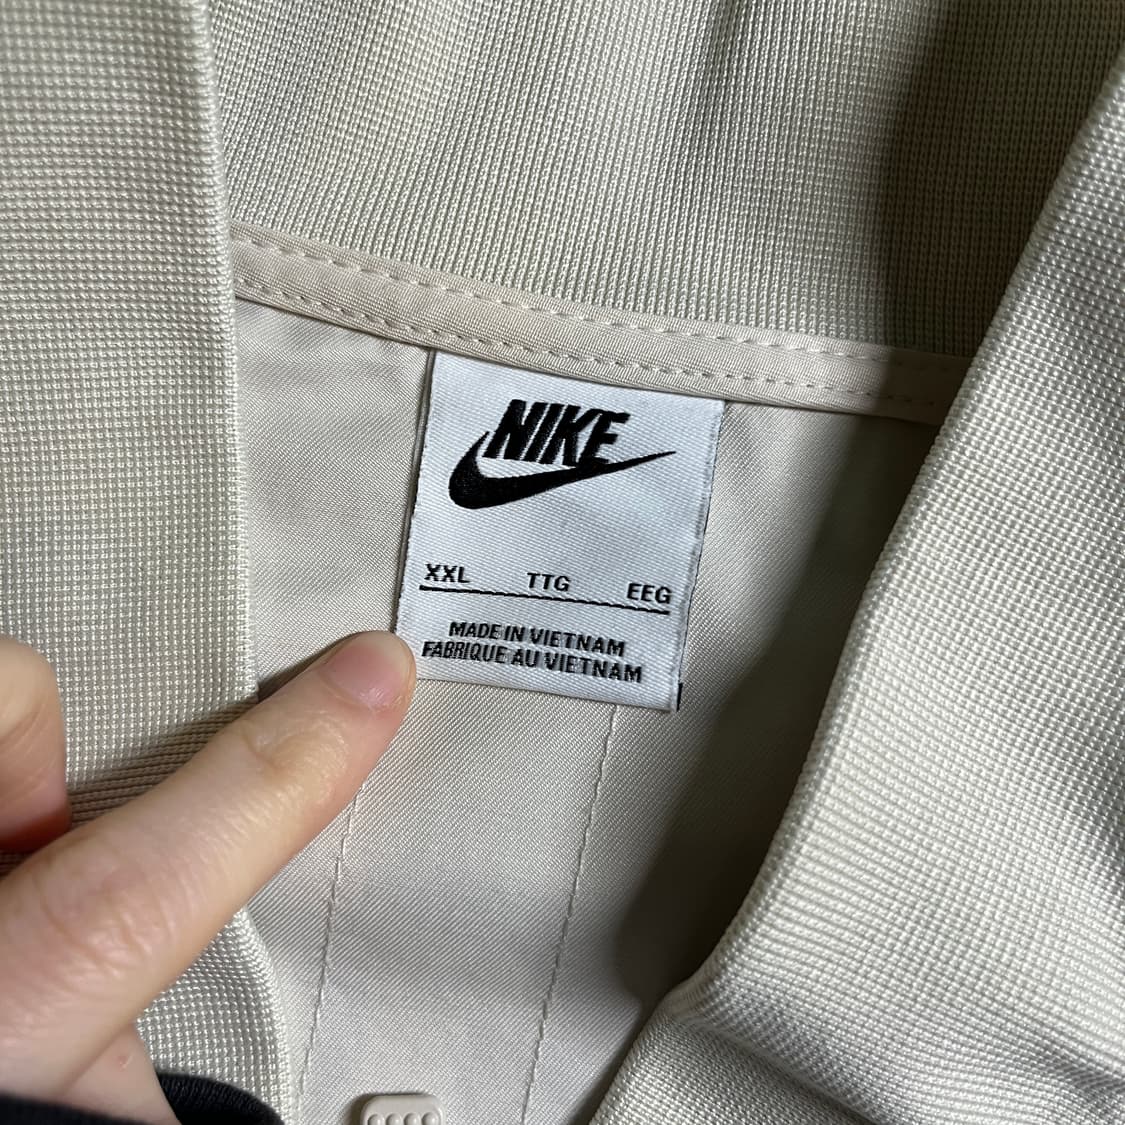 NIKE
XXL TTG EEG
MADE IN VIETNAM
FABRIQUE AU VIETNAM